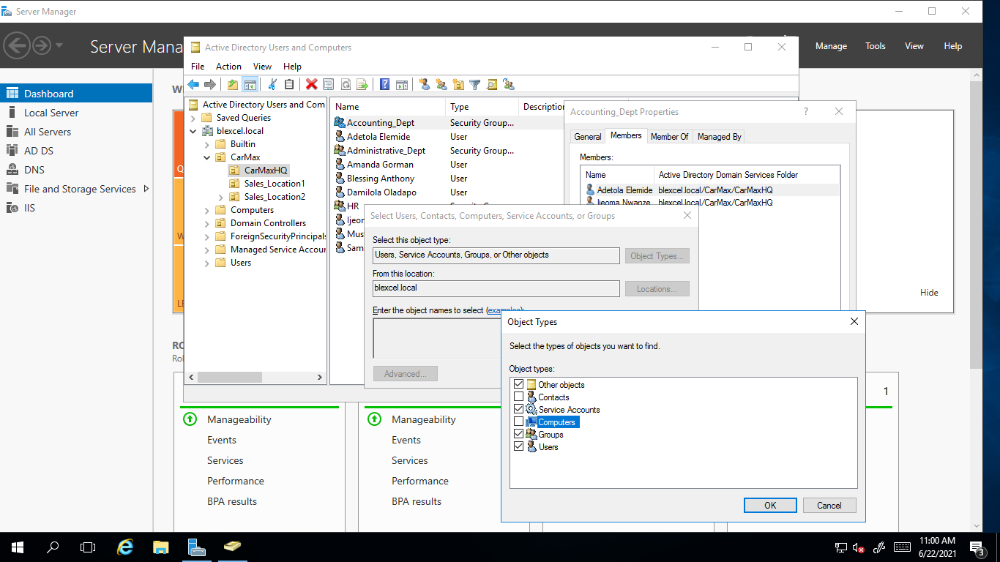 Server Manager
Server Mana
Manage
Tools
View
Help
Dashboard
Local Server
All Servers
AD DS
DNS
File and Storage Services
IIS
Hide
Active Directory Users and Computers
File Action View Help
Active Directory Users and Com
Saved Queries
blexcel.local
Builtin
CarMax
CarMaxHQ
Sales_Location1
Sales_Location2
Computers
Domain Controllers
ForeignSecurityPrincipals
Managed Service Accour
Users
Name Type Description
Accounting_Dept Security Group...
Adetola Elemide User
Administrative_Dept Security Group...
Amanda Gorman User
Blessing Anthony User
Damilola Oladapo User
HR
Ijeor
Mus
Sam
Accounting_Dept Properties
?
General Members Member Of Managed By
Members:
Name Active Directory Domain Services Folder
Adetola Elemide blexcel.local/CarMax/CarMaxHQ
Ijeoma Nwanze blexcel.local/CarMax/CarMaxHQ
Select Users, Contacts, Computers, Service Accounts, or Groups
Select this object type:
Users, Service Accounts, Groups, or Other objects
Object Types...
From this location:
blexcel.local
Locations...
Enter the object names to select (examples):
Advanced...
Object Types
Select the types of objects you want to find.
Object types:
Other objects
Contacts
Service Accounts
Computers
Groups
Users
OK Cancel
1
Manageability
Events
Services
Performance
BPA results
Manageability
Events
Services
Performance
BPA results
11:00 AM
6/22/2021
3